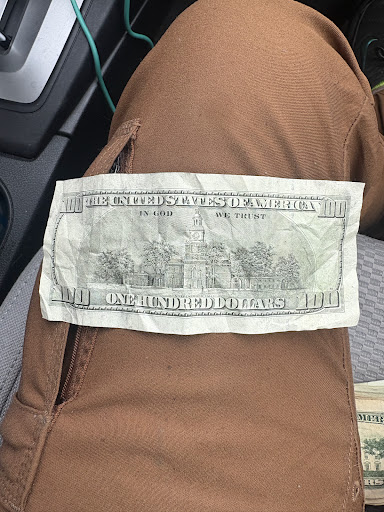 100 THE UNITED STATES OF AMERICA 100
IN GOD WE TRUST
100 ONE HUNDRED DOLLARS 100